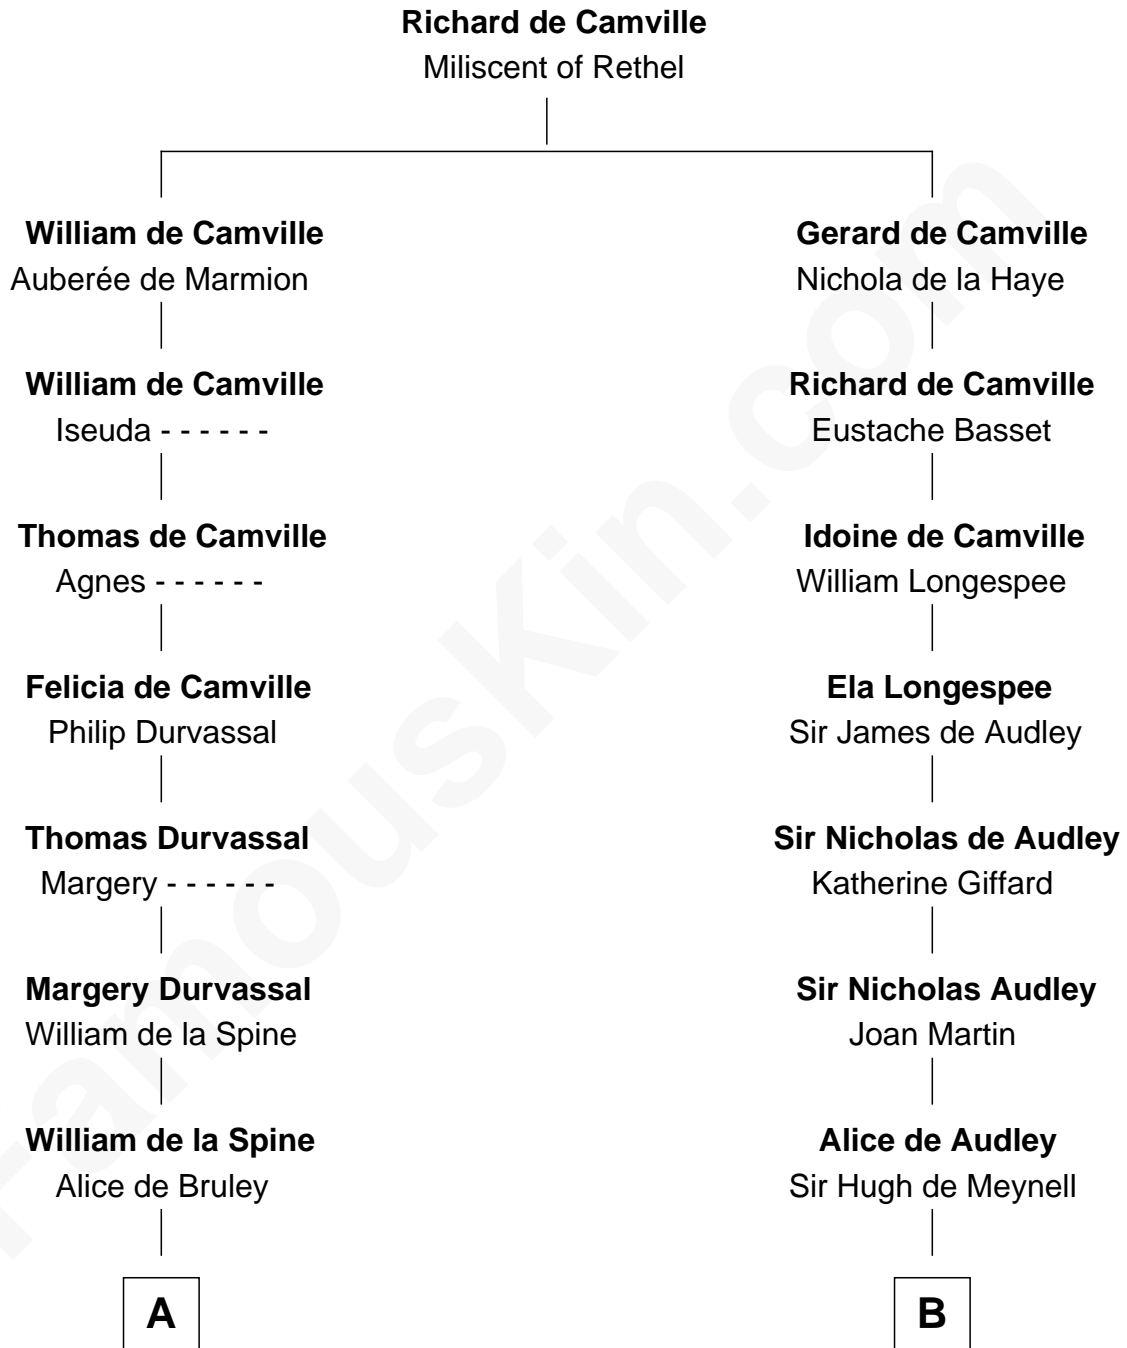 Richard de Camville
Miliscent of Rethel
William de Camville
Auberée de Marmion
William de Camville
Iseuda - - - - - -
Thomas de Camville
Agnes - - - - - -
Felicia de Camville
Philip Durvassal
Thomas Durvassal
Margery - - - - - -
Margery Durvassal
William de la Spine
William de la Spine
Alice de Bruley
A
Gerard de Camville
Nichola de la Haye
Richard de Camville
Eustache Basset
Idoine de Camville
William Longespee
Ela Longespee
Sir James de Audley
Sir Nicholas de Audley
Katherine Giffard
Sir Nicholas Audley
Joan Martin
Alice de Audley
Sir Hugh de Meynell
B
FamousKin.com